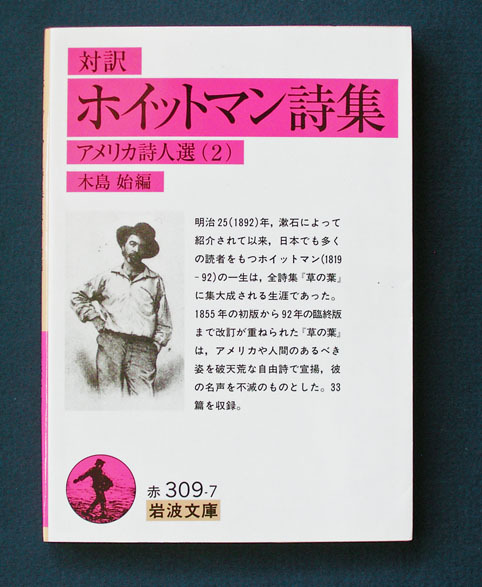 対訳
ホイットマン詩集
アメリカ詩人選(2)
木島 始編
明治25(1892)年，漱石によって
紹介されて以来，日本でも多く
の読者をもつホイットマン(1819
-92)の一生は，全詩集『草の葉』
に集大成される生涯であった。
1855年の初版から92年の臨終版
まで改訂が重ねられた『草の葉』
は，アメリカや人間のあるべき
姿を破天荒な自由詩で宣揚，彼
の名声を不滅のものとした。33
篇を収録。
赤 309-7
岩波文庫